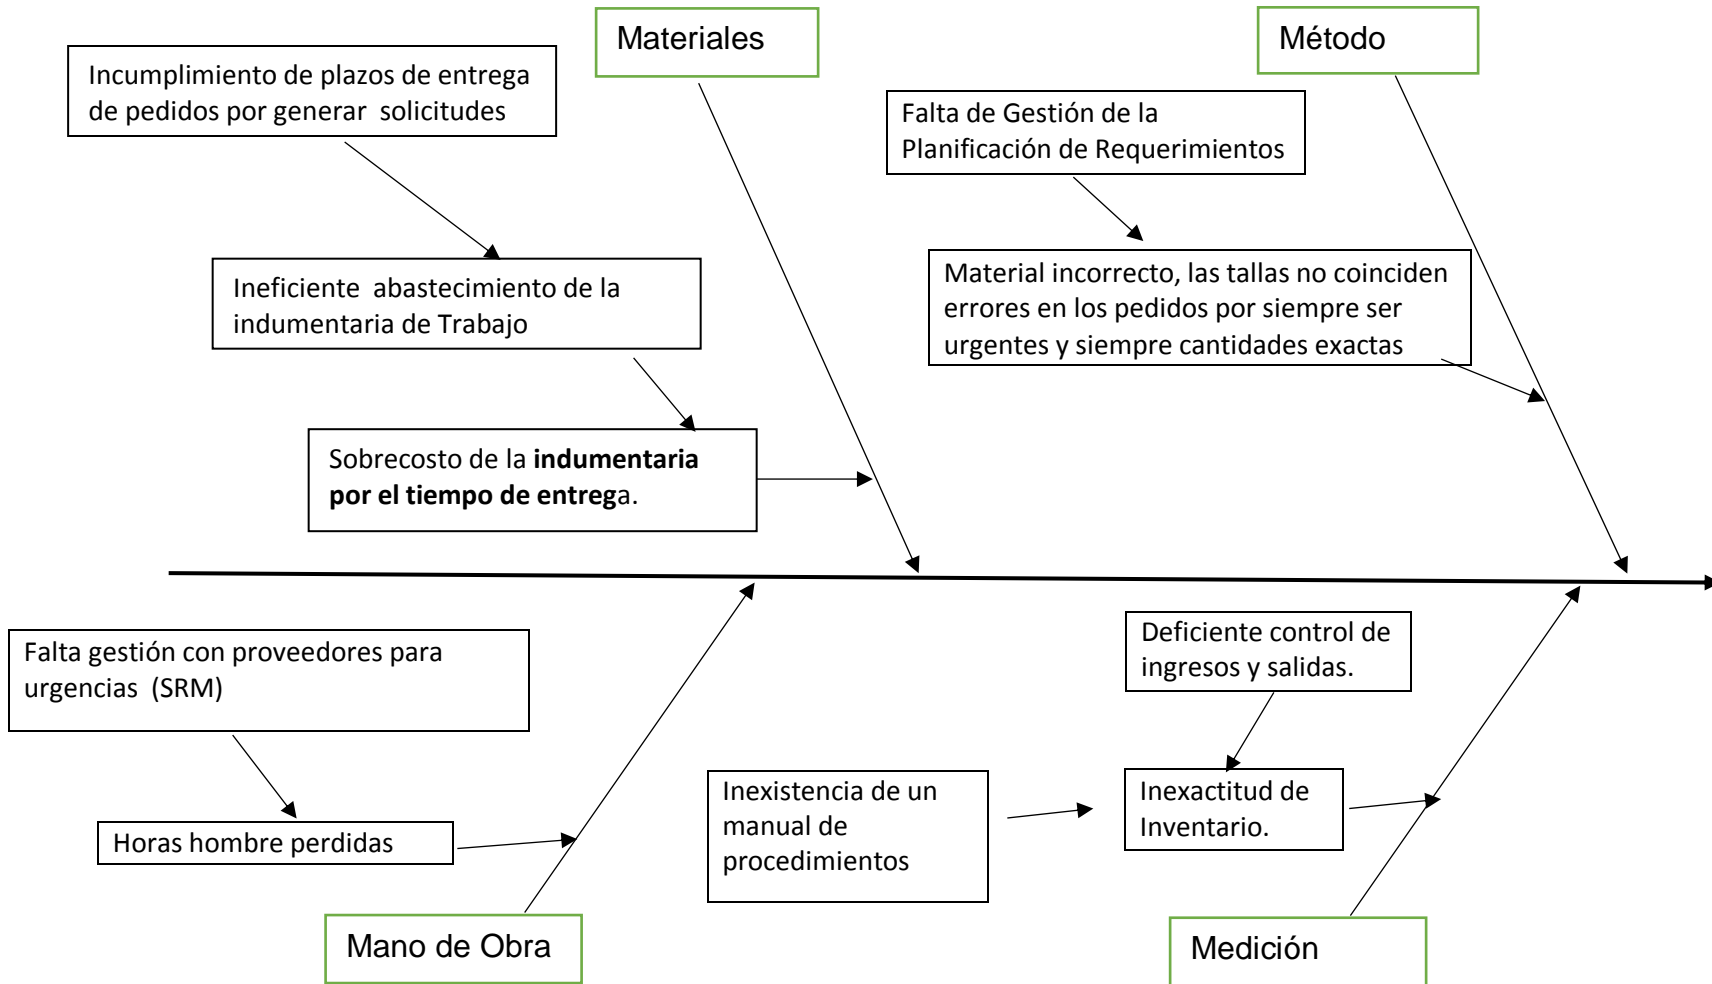 Materiales
Método
Incumplimiento de plazos de entrega
de pedidos por generar solicitudes
Falta de Gestión de la
Planificación de Requerimientos
Ineficiente abastecimiento de la
indumentaria de Trabajo
Material incorrecto, las tallas no coinciden
errores en los pedidos por siempre ser
urgentes y siempre cantidades exactas
Sobrecosto de la indumentaria
por el tiempo de entrega.
Falta gestión con proveedores para
urgencias (SRM)
Deficiente control de
ingresos y salidas.
Horas hombre perdidas
Inexistencia de un
manual de
procedimientos
Inexactitud de
Inventario.
Mano de Obra
Medición